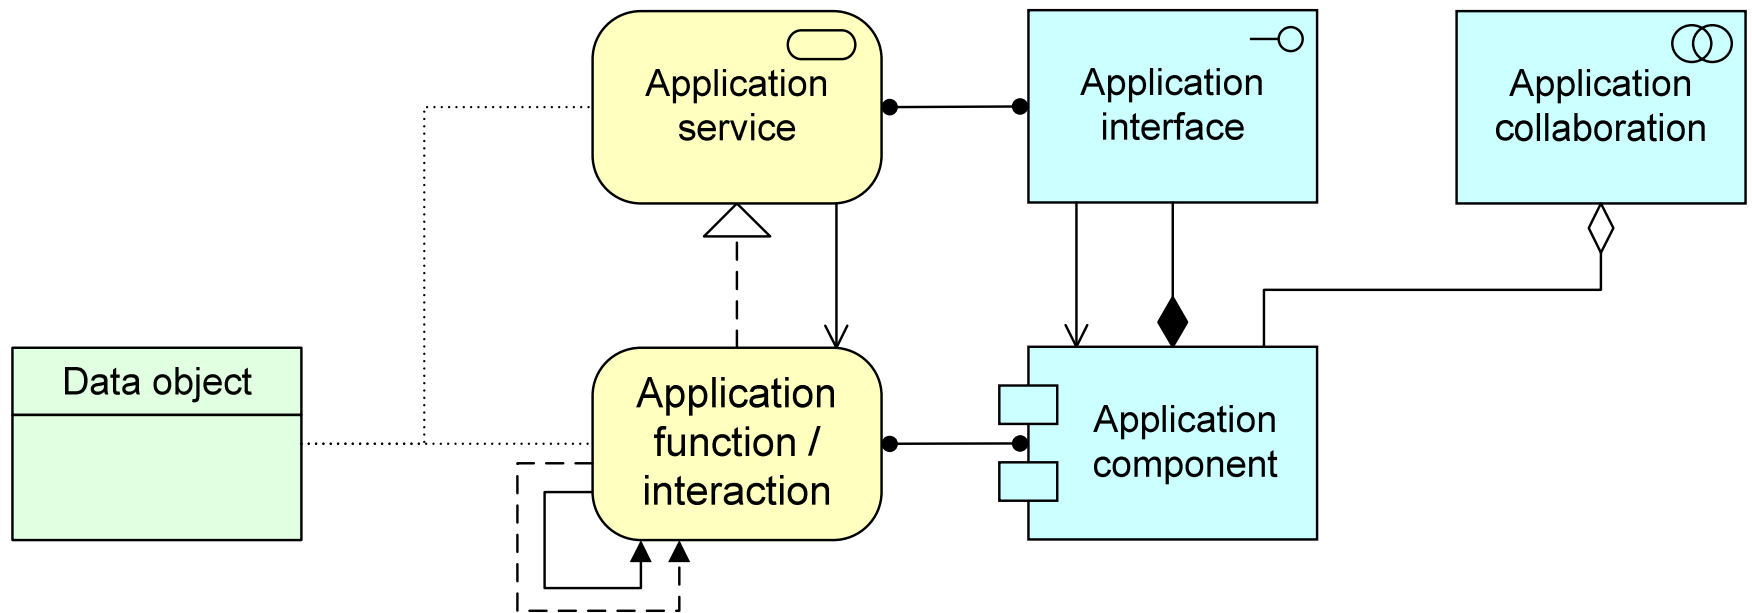 Application
service
Application
interface
Application
collaboration
Data object
Application
function /
interaction
Application
component